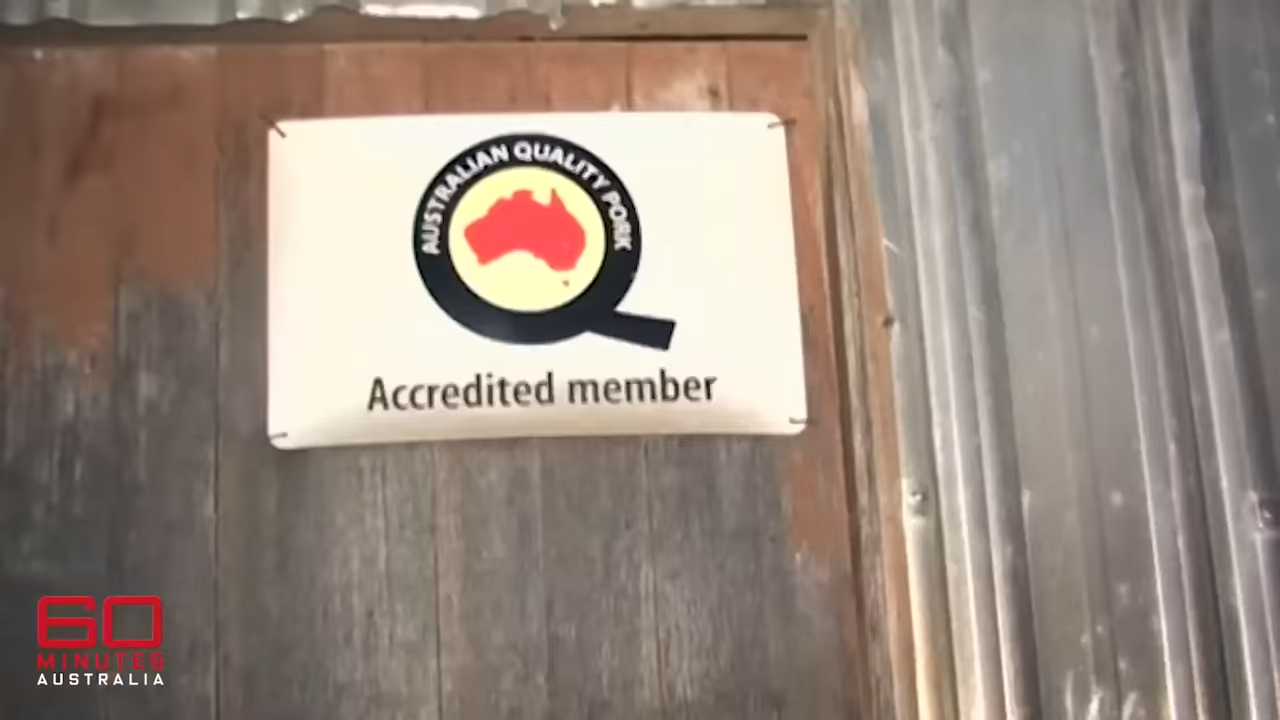 AUSTRALIAN QUALITY PORK
Accredited member
60
MINUTES
AUSTRALIA